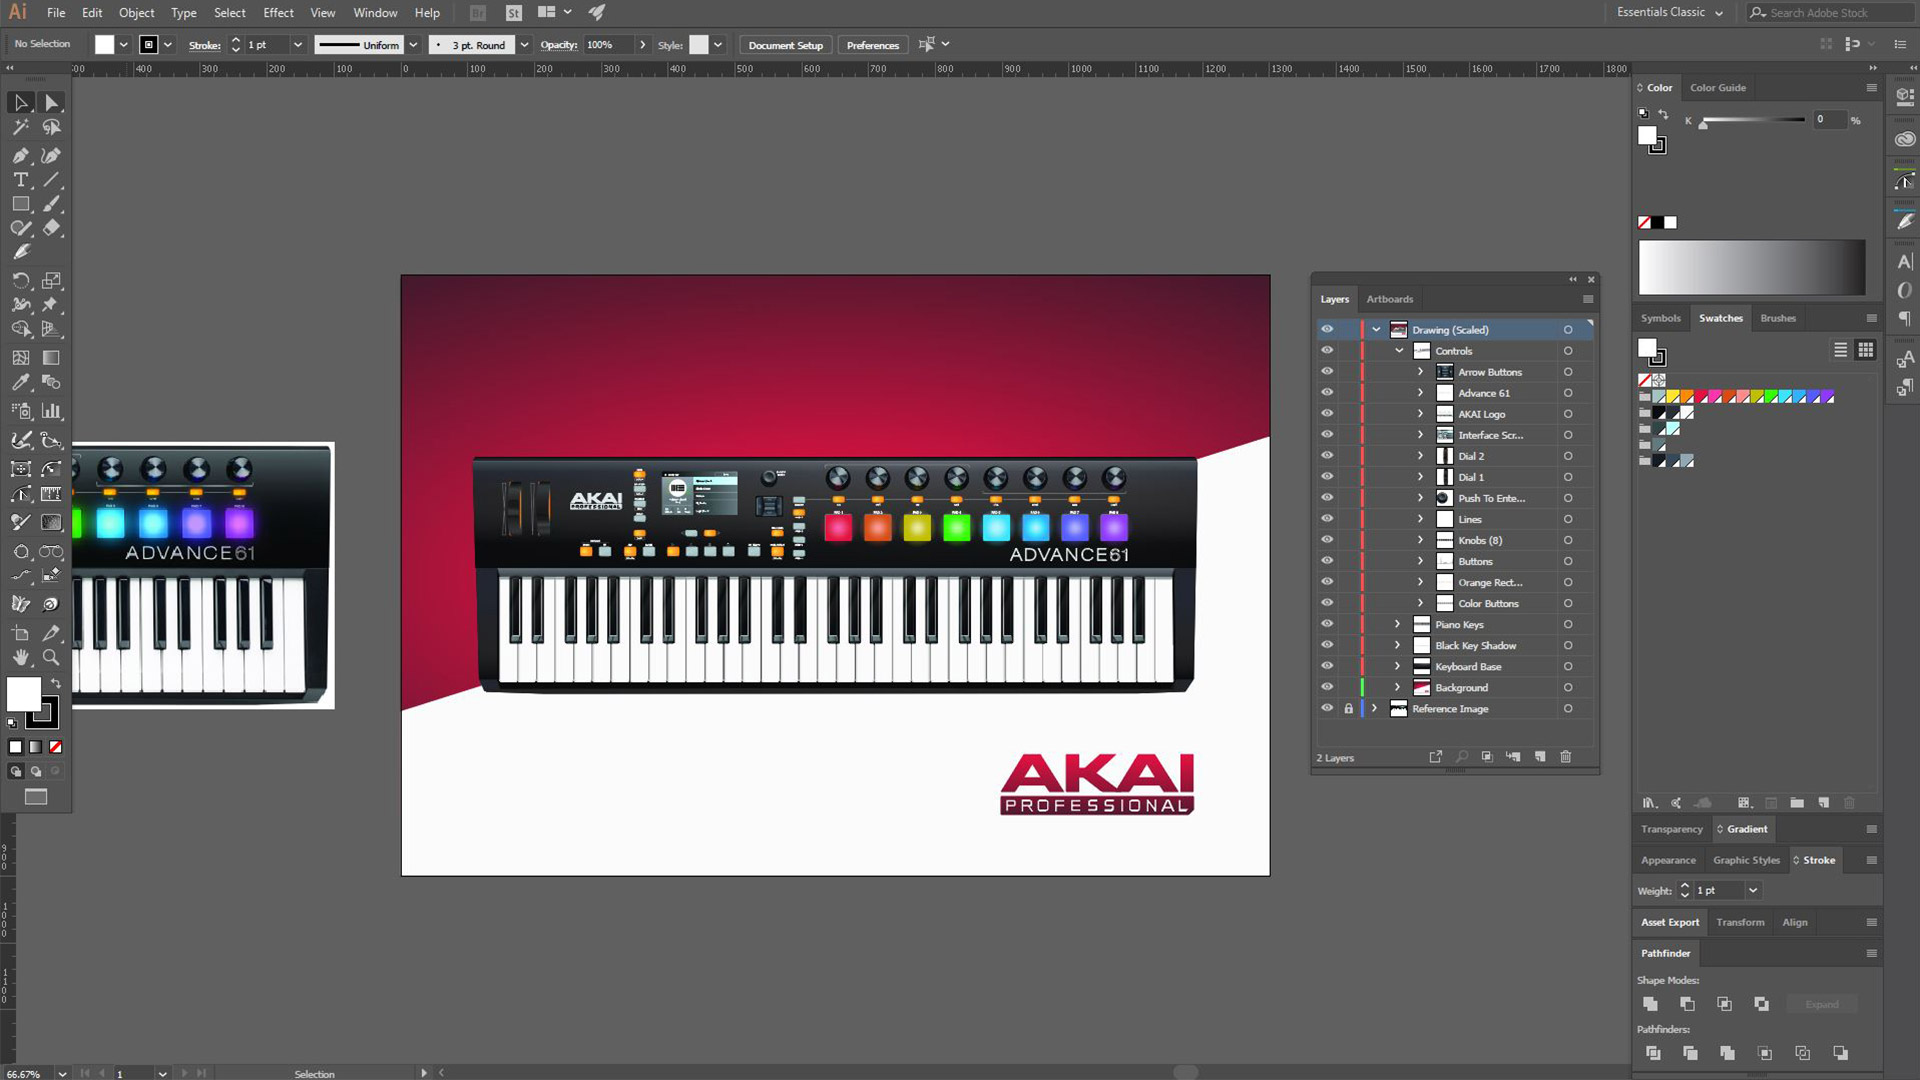 Ai File Edit Object Type Select Effect View Window Help Br St Essentials Classic Search Adobe Stock
No Selection Stroke: 1 pt Uniform 3 pt. Round Opacity: 100% Style: Document Setup Preferences
400 300 200 100 0 100 200 300 400 500 600 700 800 900 1000 1100 1200 1300 1400 1500 1600 1700 1800
Color Color Guide
K 0 %
Layers Artboards
Drawing (Scaled)
Controls
Arrow Buttons
Advance 61
AKAI Logo
Interface Scr...
Dial 2
Dial 1
Push To Ente...
Lines
Knobs (8)
Buttons
Orange Rect...
Color Buttons
Piano Keys
Black Key Shadow
Keyboard Base
Background
Reference Image
2 Layers
Symbols Swatches Brushes
ADVANCE61
AKAI
ADVANCE61
AKAI
PROFESSIONAL
Transparency Gradient
Appearance Graphic Styles Stroke
Weight: 1 pt
Asset Export Transform Align
Pathfinder
Shape Modes:
Expand
Pathfinders:
900
1000
1100
66.67% 1 Selection